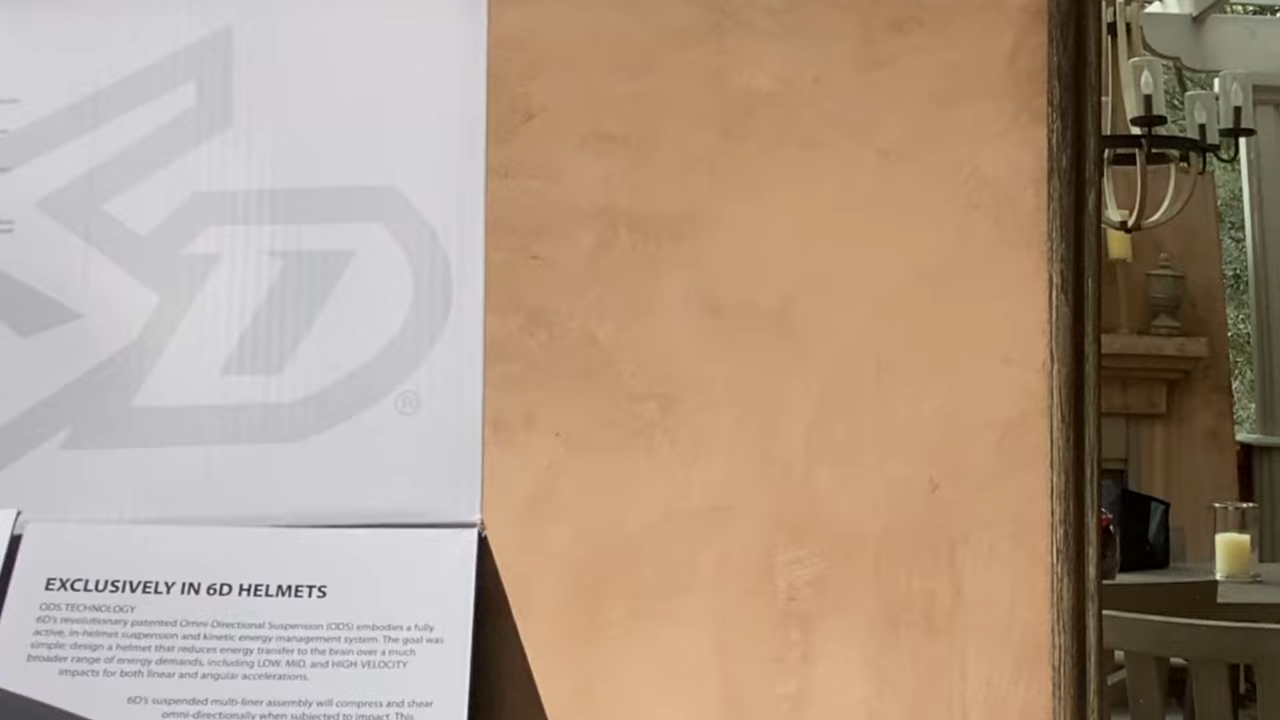 6D®
EXCLUSIVELY IN 6D HELMETS
ODS TECHNOLOGY
6D's revolutionary patented Omni-Directional Suspension (ODS) embodies a fully
active, in-helmet suspension and kinetic energy management system. The goal was
simple; design a helmet that reduces energy transfer to the brain over a much
broader range of energy demands, including LOW, MID, and HIGH-VELOCITY
impacts for both linear and angular accelerations.
6D's suspended multi-liner assembly will compress and shear
omni-directionally when subjected to impact. This